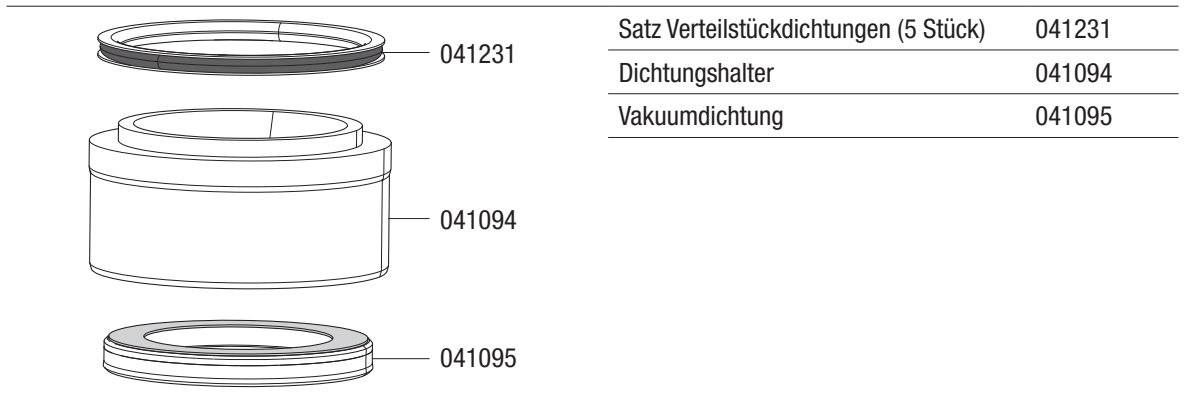 041231
041094
041095
Satz Verteilstückdichtungen (5 Stück) 041231
Dichtungshalter 041094
Vakuumdichtung 041095